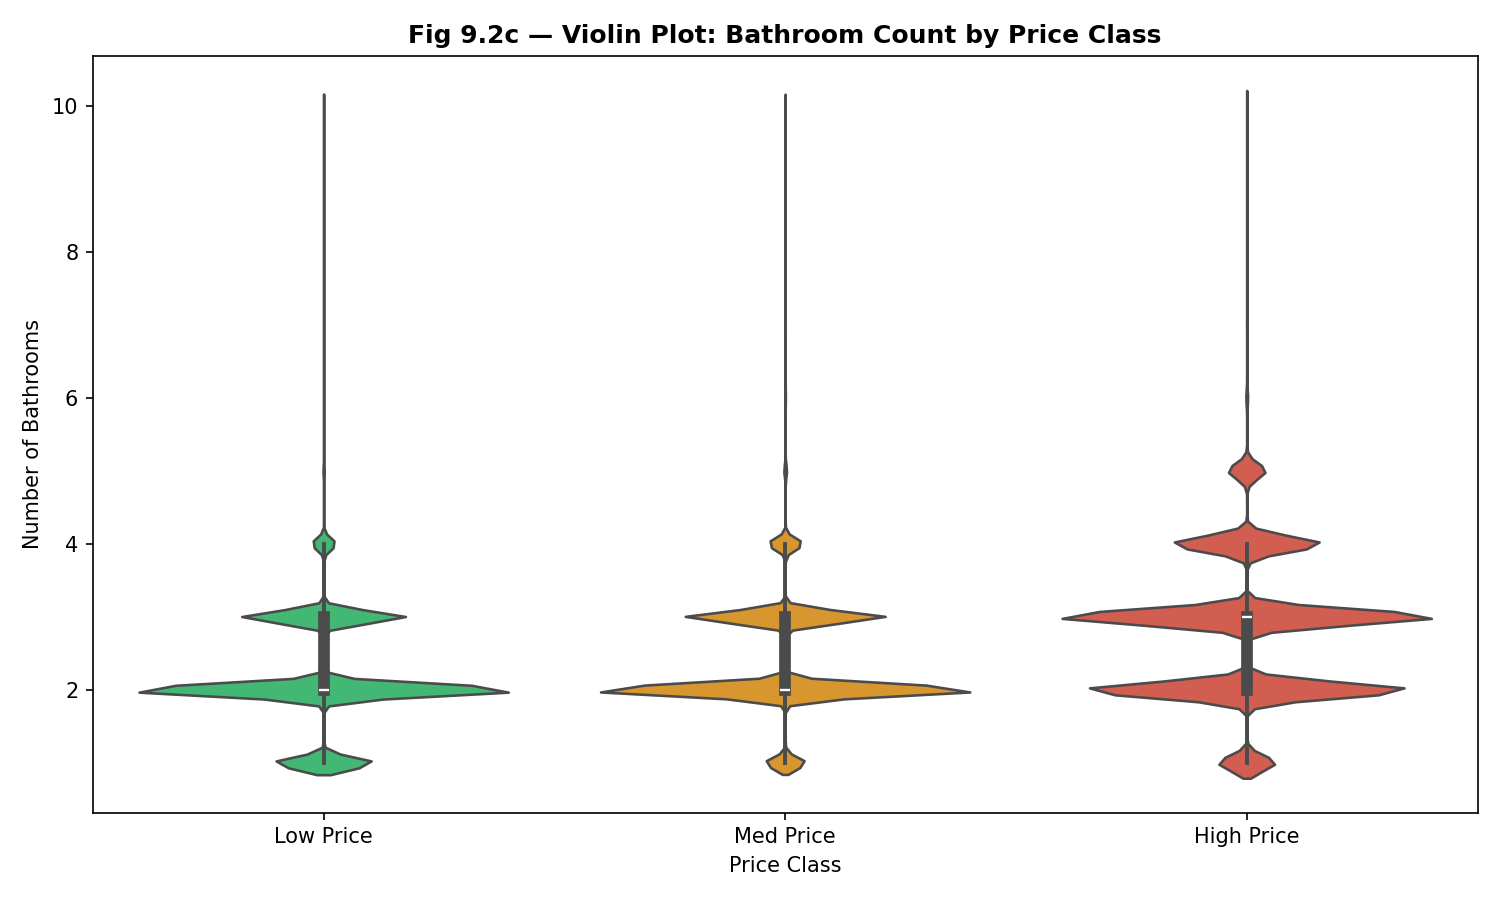 Fig 9.2c — Violin Plot: Bathroom Count by Price Class
10
8
6
4
2
Number of Bathrooms
Low Price
Med Price
High Price
Price Class